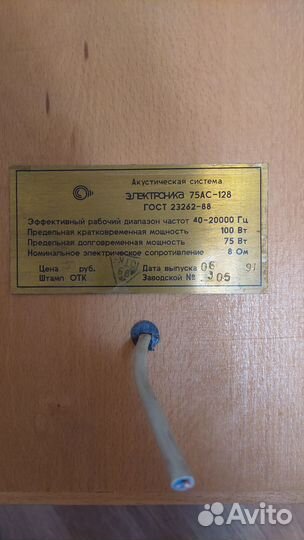 Акустическая система
ЭЛЕКТРОНИКА 75АС-128
ГОСТ 23262-88
Эффективный рабочий диапазон частот 40-20000 Гц
Предельная кратковременная мощность 100 Вт
Предельная долговременная мощность 75 Вт
Номинальное электрическое сопротивление 8 Ом
Цена руб. Дата выпуска 06 91
Штамп ОТК Заводской № 05
Avito